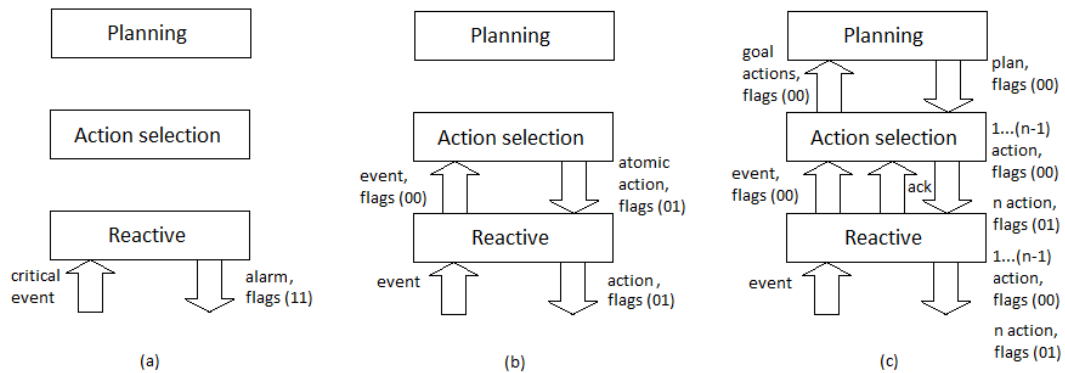 Planning
Action selection
Reactive
critical
event
alarm,
flags (11)
(a)
Planning
Action selection
event,
flags (00)
atomic
action,
flags (01)
Reactive
event
action ,
flags (01)
(b)
Planning
goal
actions,
flags (00)
plan,
flags (00)
Action selection
1...(n-1)
action,
flags (00)
event,
flags (00)
ack
n action,
flags (01)
Reactive
1...(n-1)
action,
flags (00)
event
n action,
flags (01)
(c)